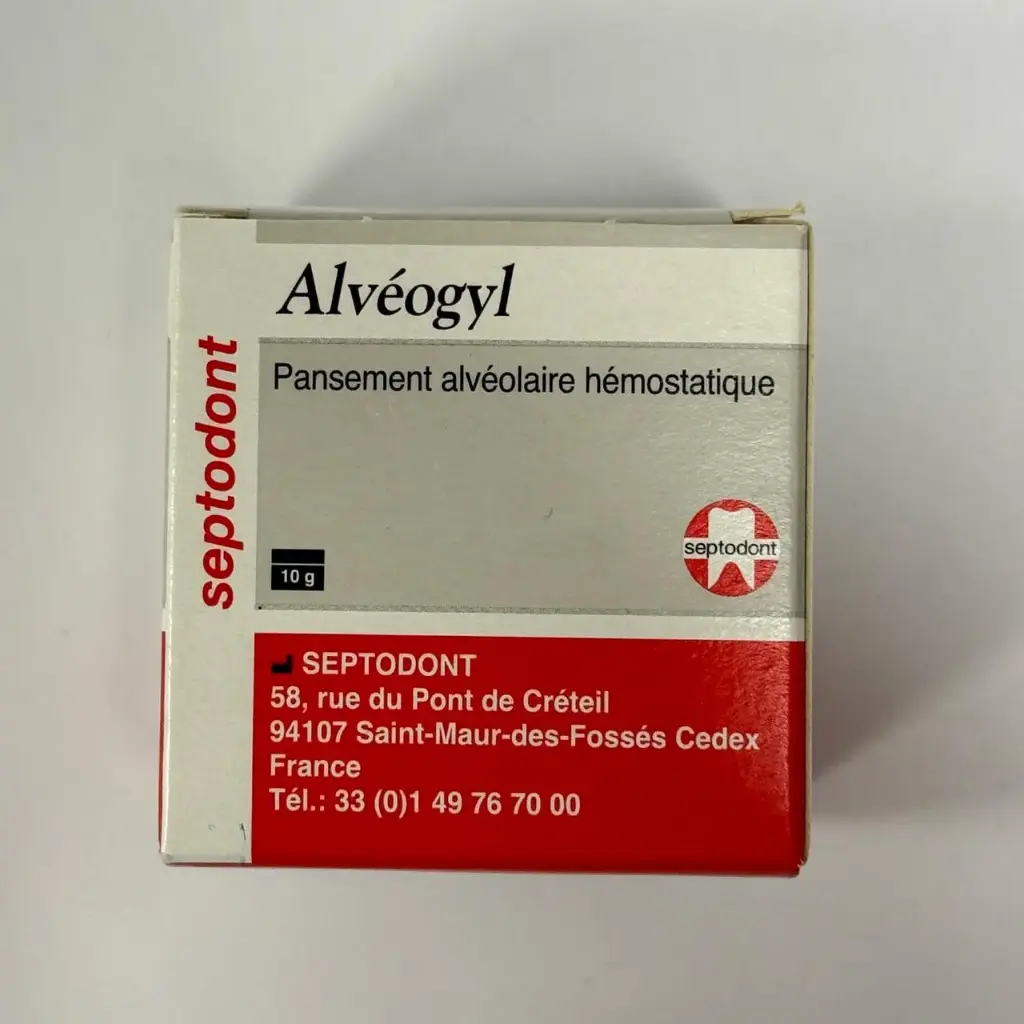 Alvéogyl
septodont
Pansement alvéolaire hémostatique
septodont
10 g
SEPTODONT
58, rue du Pont de Créteil
94107 Saint-Maur-des-Fossés Cedex
France
Tél.: 33 (0)1 49 76 70 00